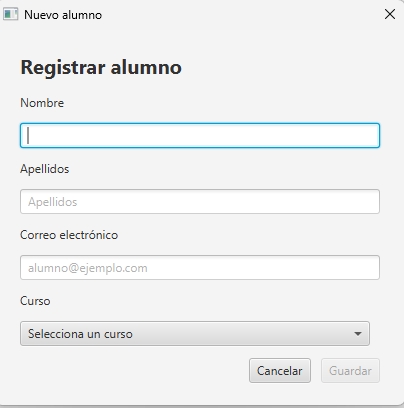 Nuevo alumno
Registrar alumno
Nombre
Apellidos
Apellidos
Correo electrónico
alumno@ejemplo.com
Curso
Selecciona un curso
Cancelar Guardar